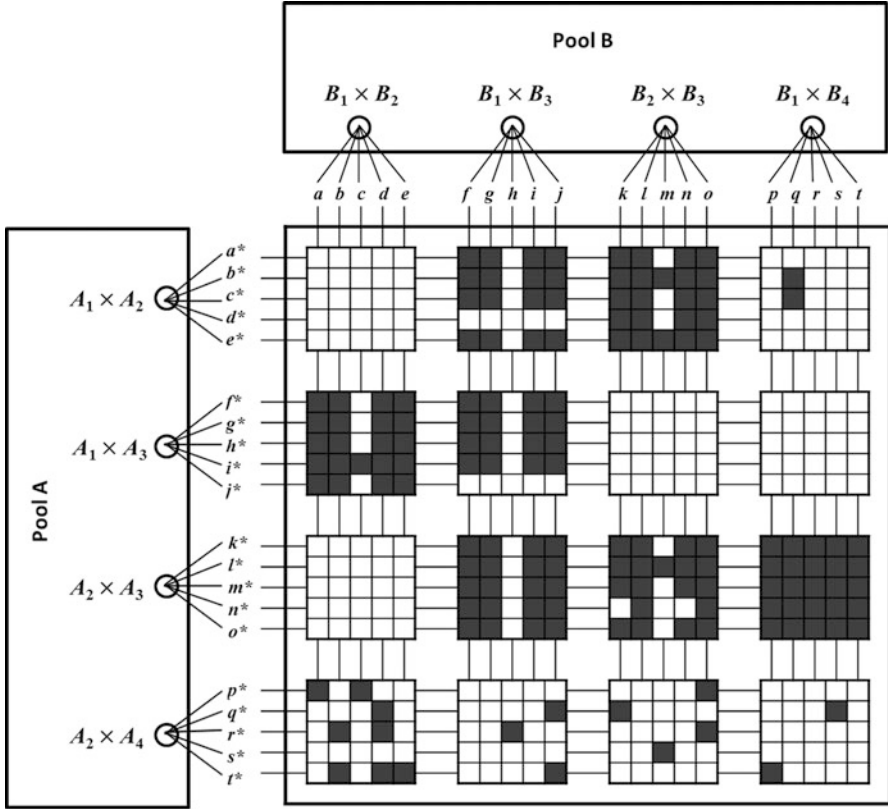 Pool B
B₁ × B₂ B₁ × B₃ B₂ × B₃ B₁ × B₄
a b c d e f g h i j k l m n o p q r s t
Pool A
A₁ × A₂
a*
b*
c*
d*
e*
A₁ × A₃
f*
g*
h*
i*
j*
A₂ × A₃
k*
l*
m*
n*
o*
A₂ × A₄
p*
q*
r*
s*
t*